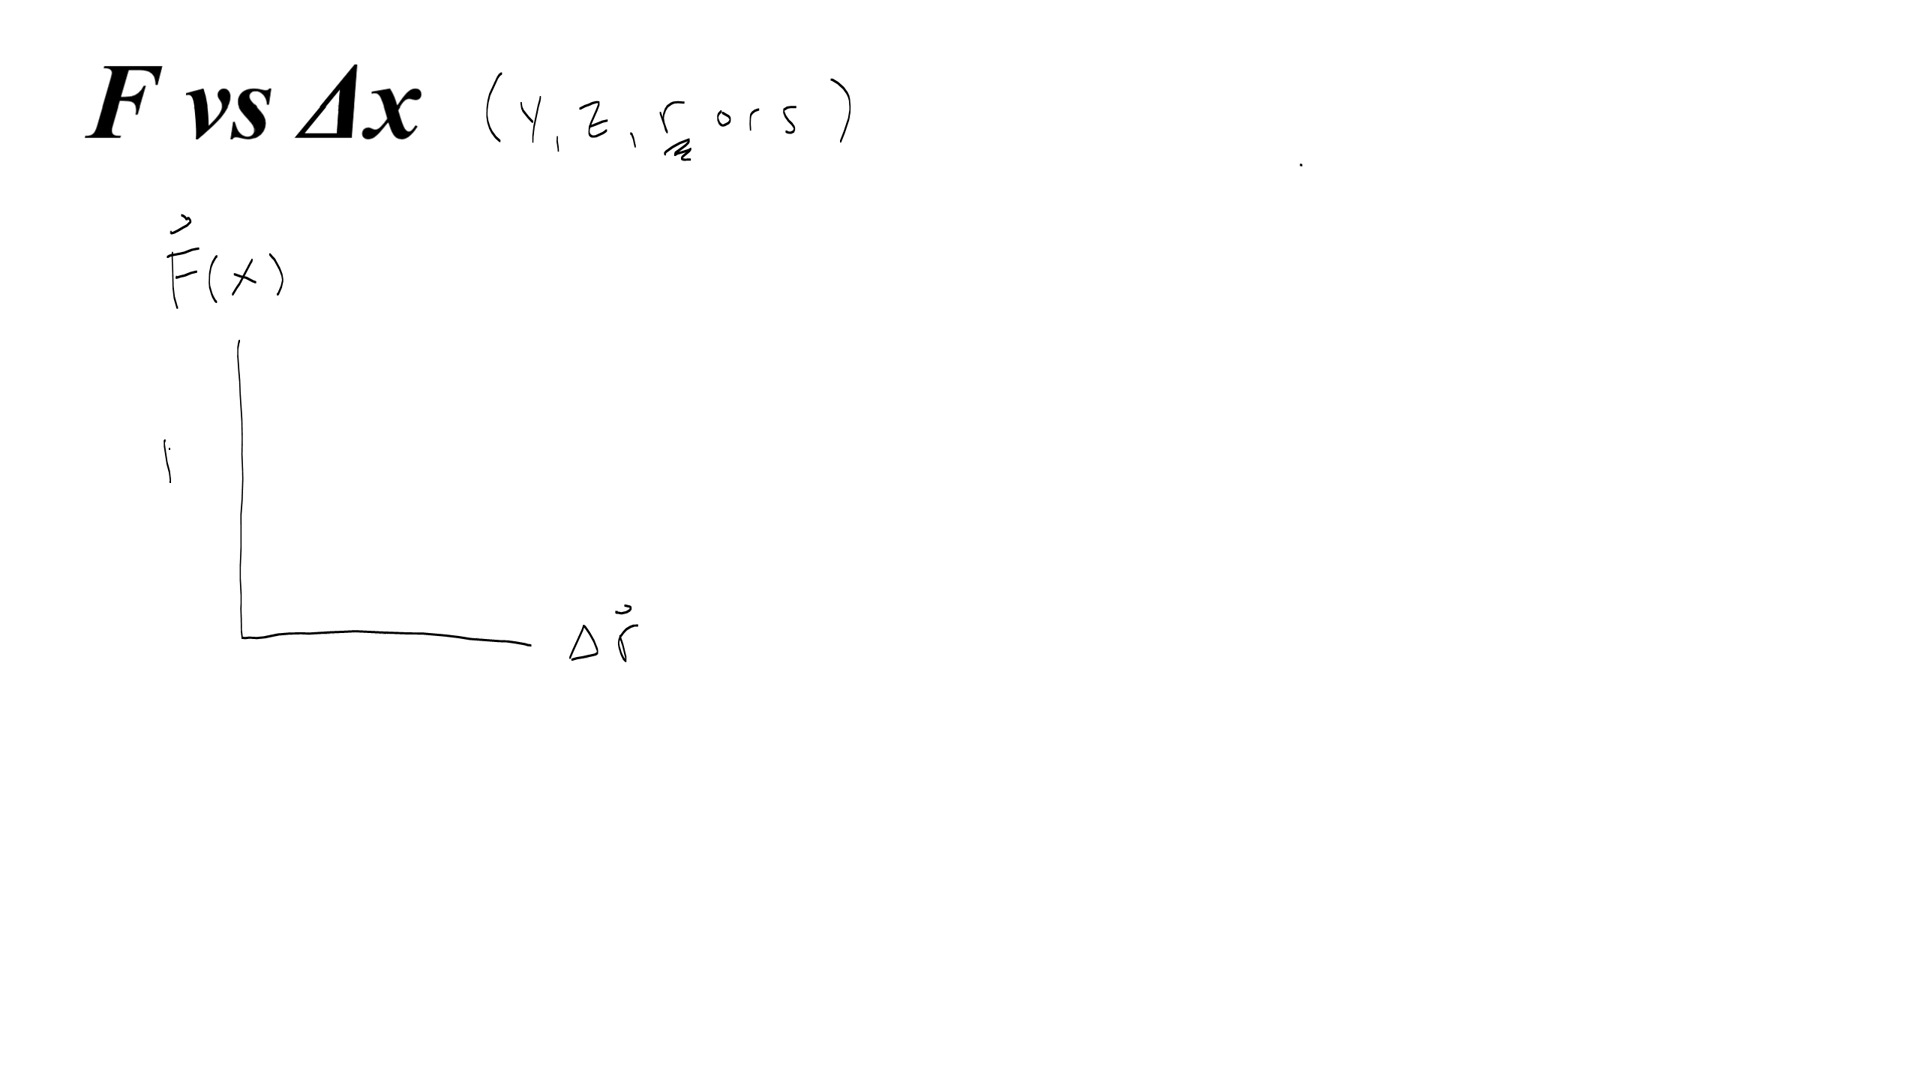 F vs Δx (y, z, r or s)
F⃗(x)
Δr⃗